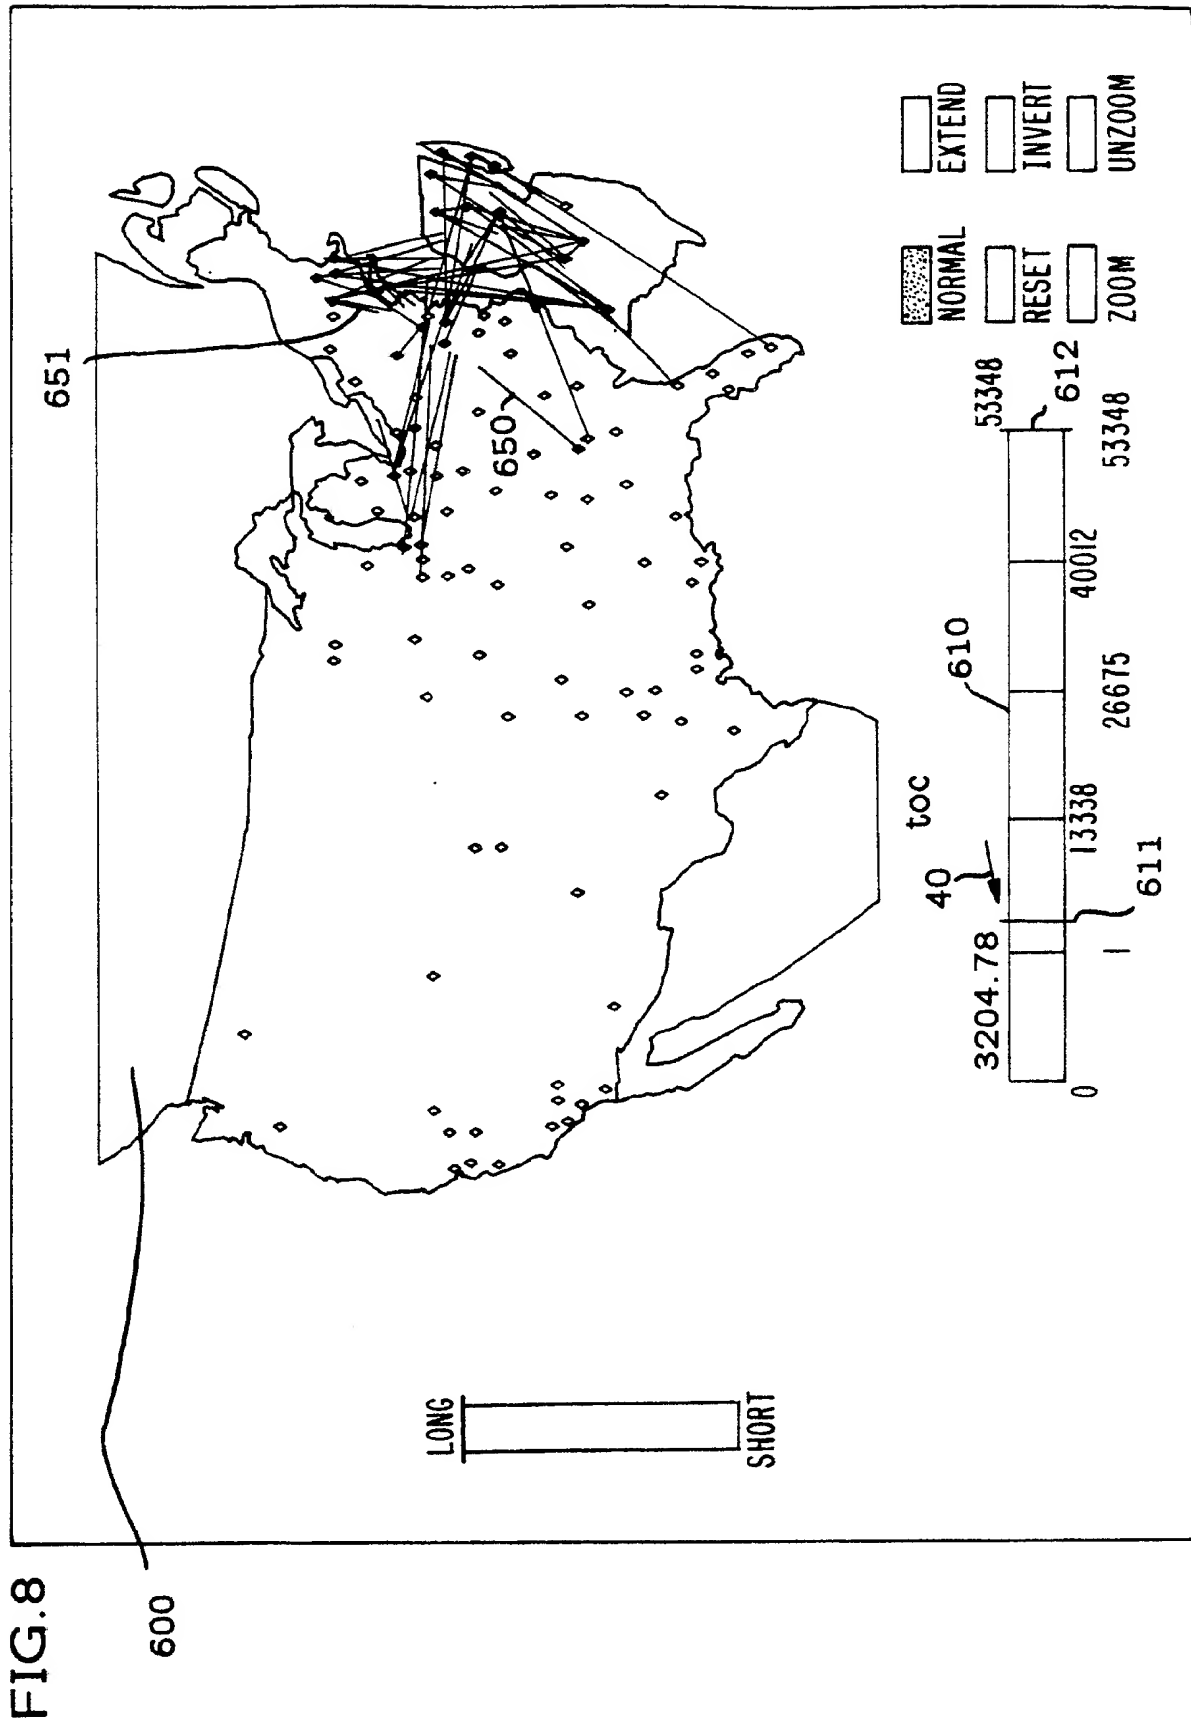 FIG.8
600
651
650
LONG
SHORT
toc
40
610
3204.78
53348
612
0
1
13338
26675
40012
53348
611
NORMAL
EXTEND
RESET
INVERT
ZOOM
UNZOOM